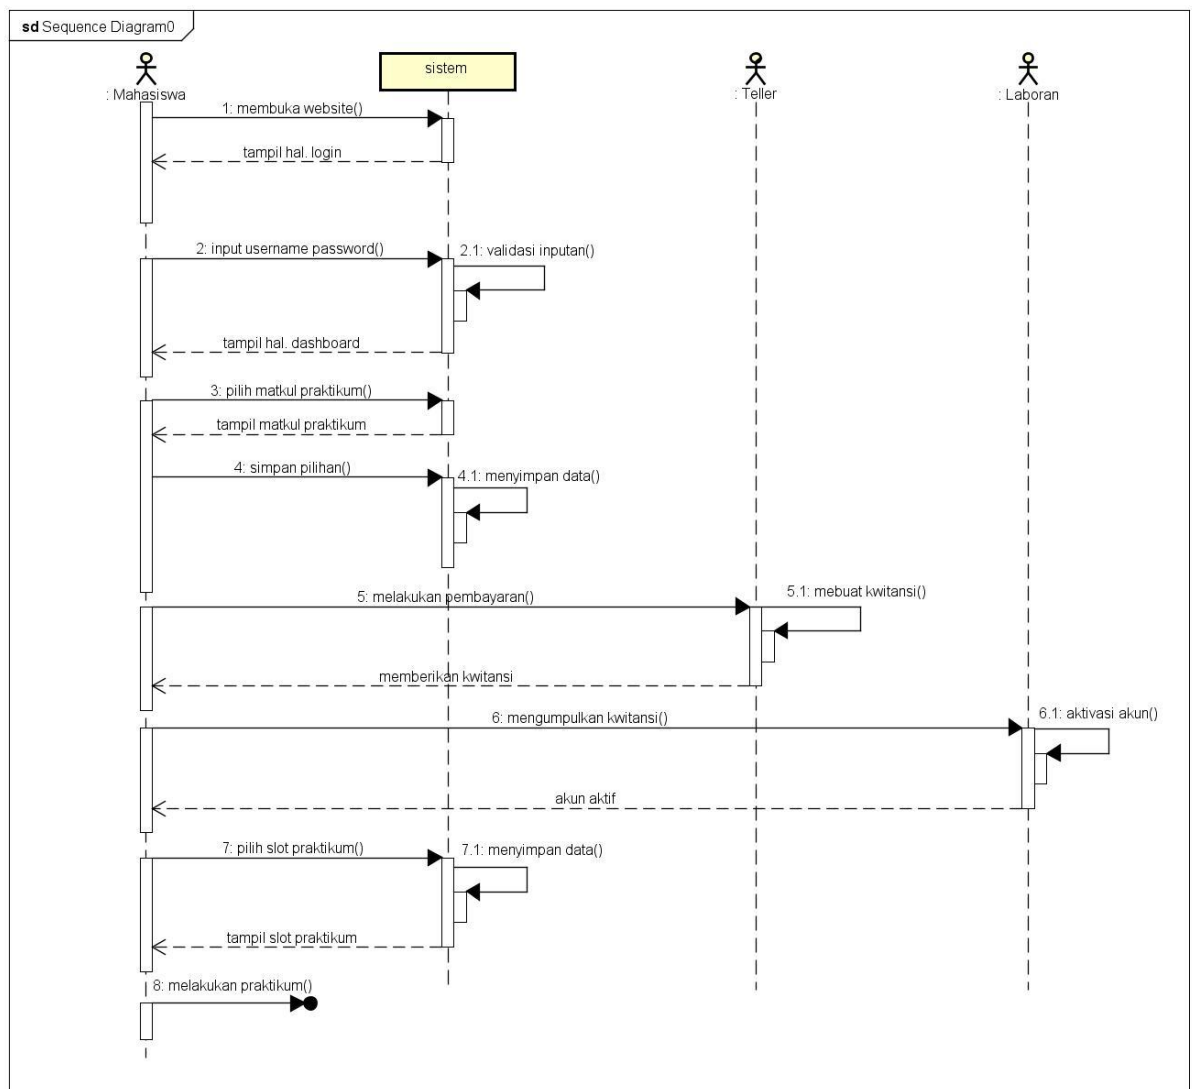 sd Sequence Diagram0
sistem
: Mahasiswa
: Teller
: Laboran
1: membuka website()
tampil hal. login
2: input username password()
2.1: validasi inputan()
tampil hal. dashboard
3: pilih matkul praktikum()
tampil matkul praktikum
4: simpan pilihan()
4.1: menyimpan data()
5: melakukan pembayaran()
5.1: mebuat kwitansi()
memberikan kwitansi
6: mengumpulkan kwitansi()
6.1: aktivasi akun()
akun aktif
7: pilih slot praktikum()
7.1: menyimpan data()
tampil slot praktikum
8: melakukan praktikum()